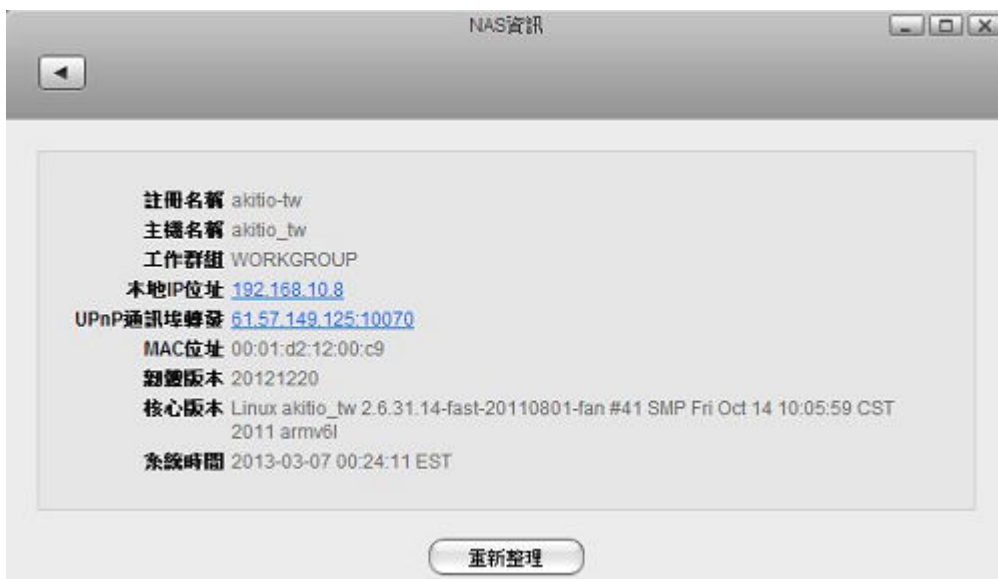 NAS資訊
註冊名稱 akitio-tw
主機名稱 akitio_tw
工作群組 WORKGROUP
本地IP位址 192.168.10.8
UPnP通訊埠轉發 61.57.149.125:10070
MAC位址 00:01:d2:12:00:c9
韌體版本 20121220
核心版本 Linux akitio_tw 2.6.31.14-fast-20110801-fan #41 SMP Fri Oct 14 10:05:59 CST
2011 armv6l
系統時間 2013-03-07 00:24:11 EST
重新整理